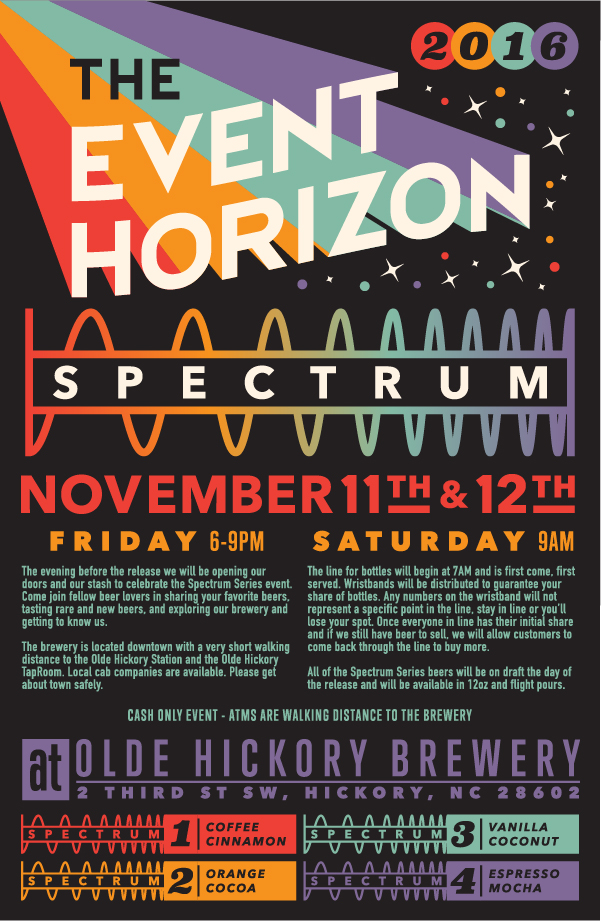 2016
THE
EVENT
HORIZON
SPECTRUM
NOVEMBER 11TH & 12TH
FRIDAY 6-9PM
The evening before the release we will be opening our
doors and our stash to celebrate the Spectrum Series event.
Come join fellow beer lovers in sharing your favorite beers,
tasting rare and new beers, and exploring our brewery and
getting to know us.
The brewery is located downtown with a very short walking
distance to the Olde Hickory Station and the Olde Hickory
TapRoom. Local cab companies are available. Please get
about town safely.
SATURDAY 9AM
The line for bottles will begin at 7AM and is first come, first
served. Wristbands will be distributed to guarantee your
share of bottles. Any numbers on the wristband will not
represent a specific point in the line, stay in line or you'll
lose your spot. Once everyone in line has their initial share
and if we still have beer to sell, we will allow customers to
come back through the line to buy more.
All of the Spectrum Series beers will be on draft the day of
the release and will be available in 12oz and flight pours.
CASH ONLY EVENT - ATMS ARE WALKING DISTANCE TO THE BREWERY
at OLDE HICKORY BREWERY
2 THIRD ST SW, HICKORY, NC 28602
SPECTRUM 1 COFFEE
CINNAMON
SPECTRUM 2 ORANGE
COCOA
SPECTRUM 3 VANILLA
COCONUT
SPECTRUM 4 ESPRESSO
MOCHA